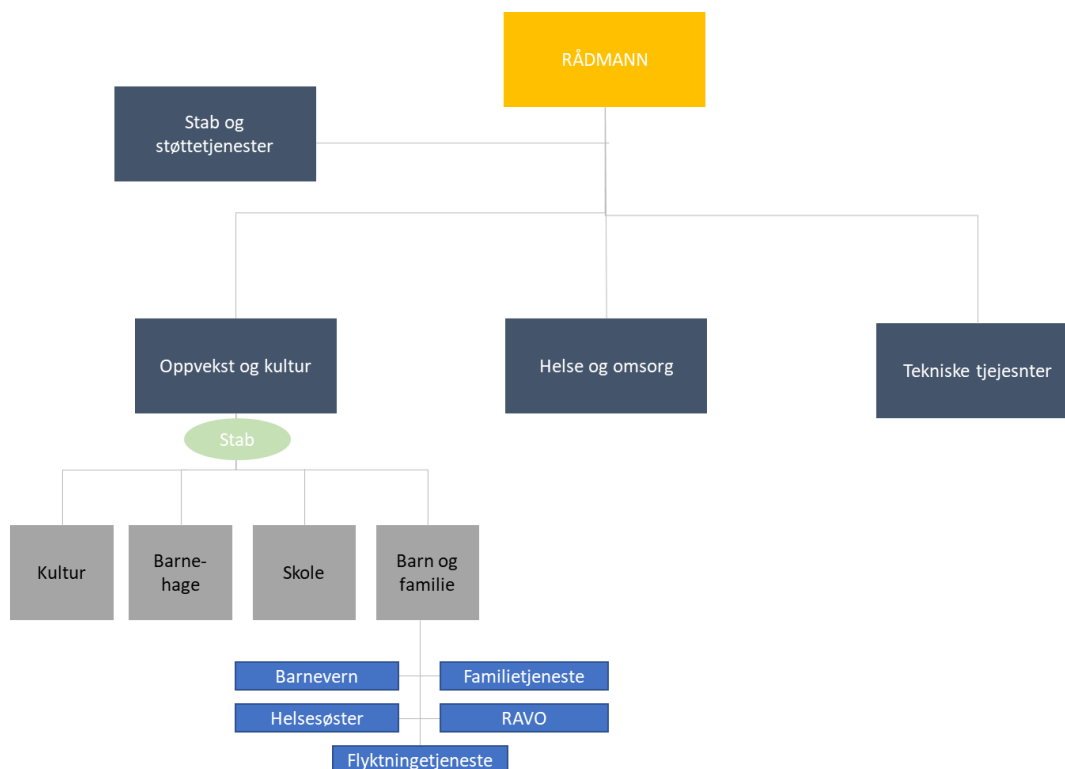 RÅDMANN
Stab og
støttetjenester
Oppvekst og kultur
Helse og omsorg
Tekniske tjejesnter
Stab
Kultur
Barne-
hage
Skole
Barn og
familie
Barnevern
Familietjeneste
Helsesøster
RAVO
Flyktningetjeneste